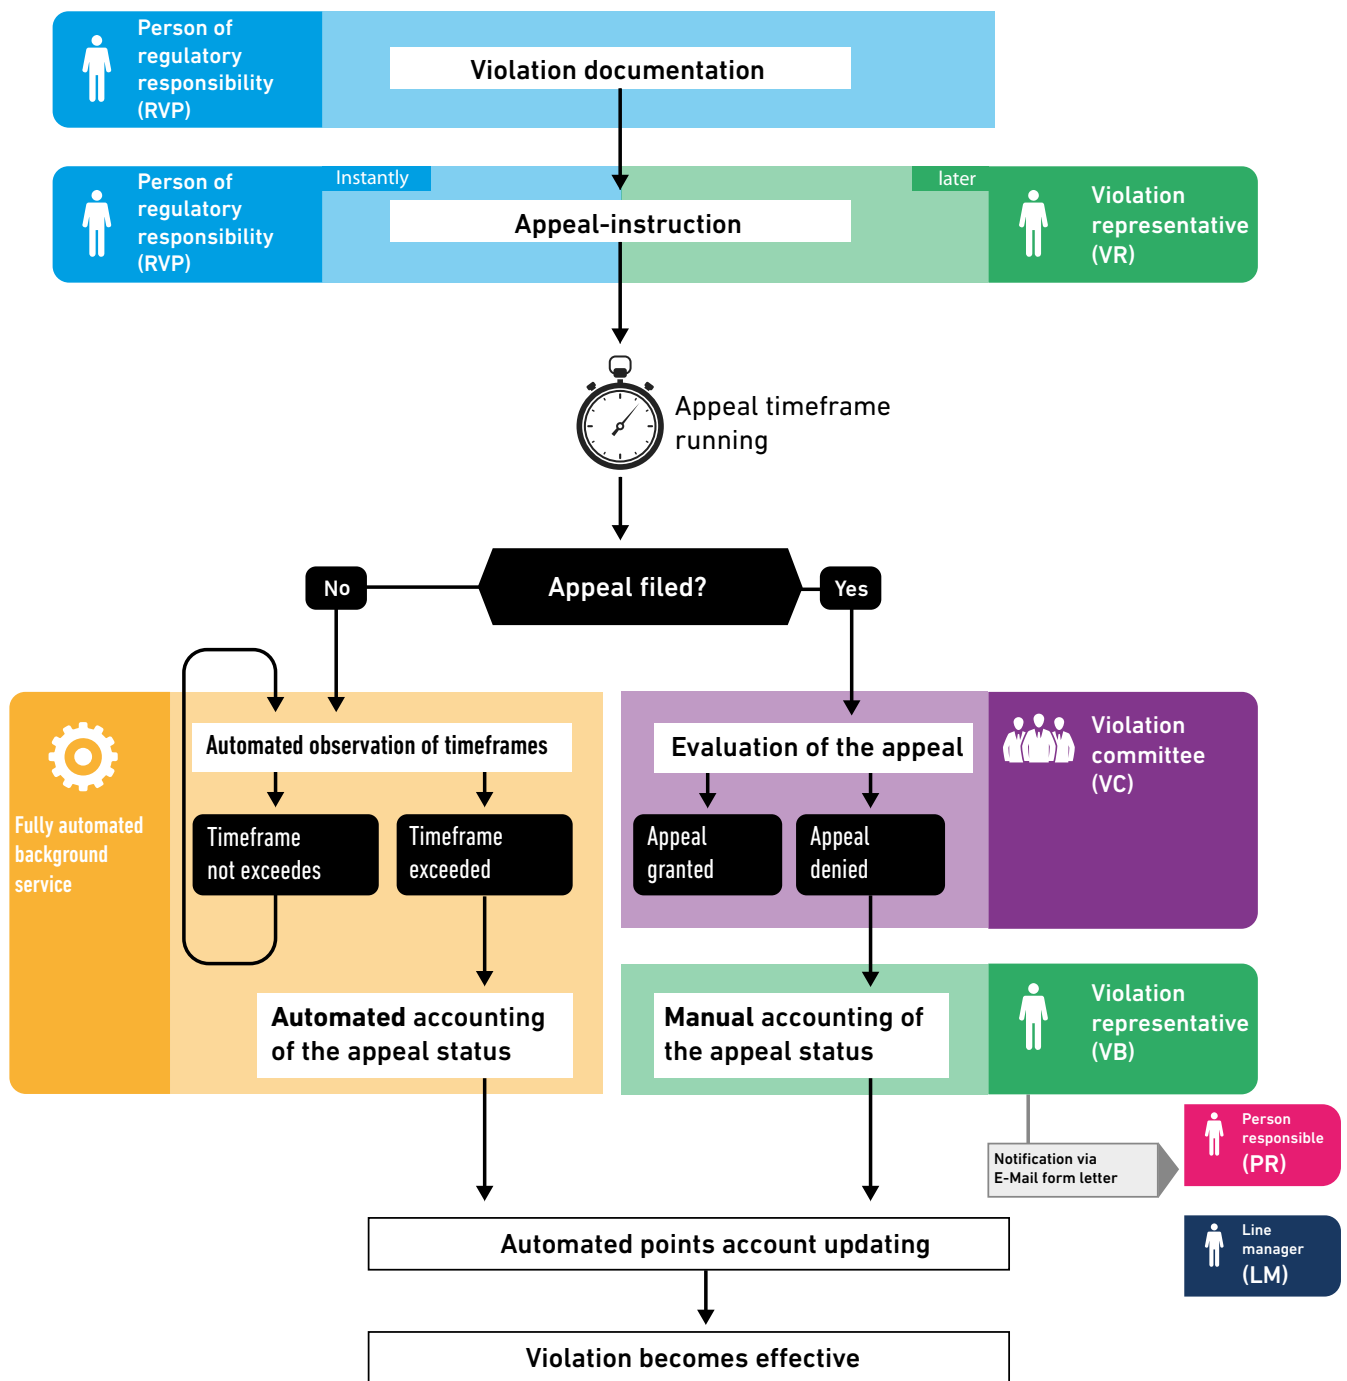 Person of
regulatory
responsibility
(RVP)
Violation documentation
Person of
regulatory
responsibility
(RVP)
Instantly
later
Appeal-instruction
Violation
representative
(VR)
Appeal timeframe
running
Appeal filed?
No
Yes
Fully automated
background
service
Automated observation of timeframes
Timeframe
not exceedes
Timeframe
exceeded
Automated accounting
of the appeal status
Evaluation of the appeal
Appeal
granted
Appeal
denied
Violation
committee
(VC)
Manual accounting of
the appeal status
Violation
representative
(VB)
Notification via
E-Mail form letter
Person
responsible
(PR)
Line
manager
(LM)
Automated points account updating
Violation becomes effective